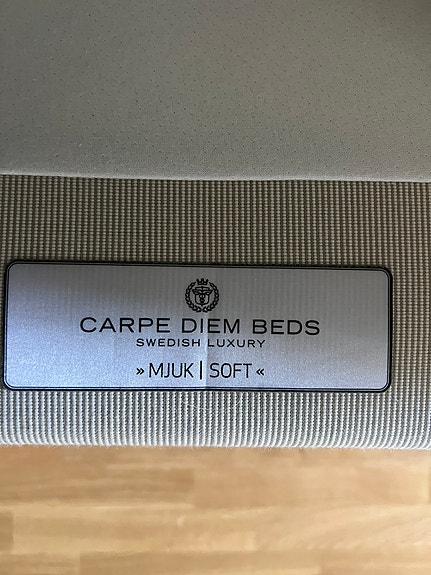 CARPE DIEM BEDS
SWEDISH LUXURY
» MJUK | SOFT «